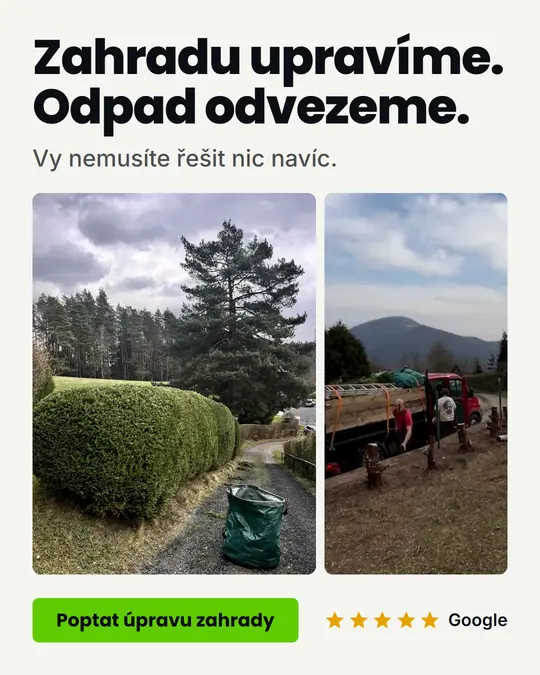 Zahradu upravíme.
Odpad odvezeme.
Vy nemusíte řešit nic navíc.
Poptat úpravu zahrady
Google